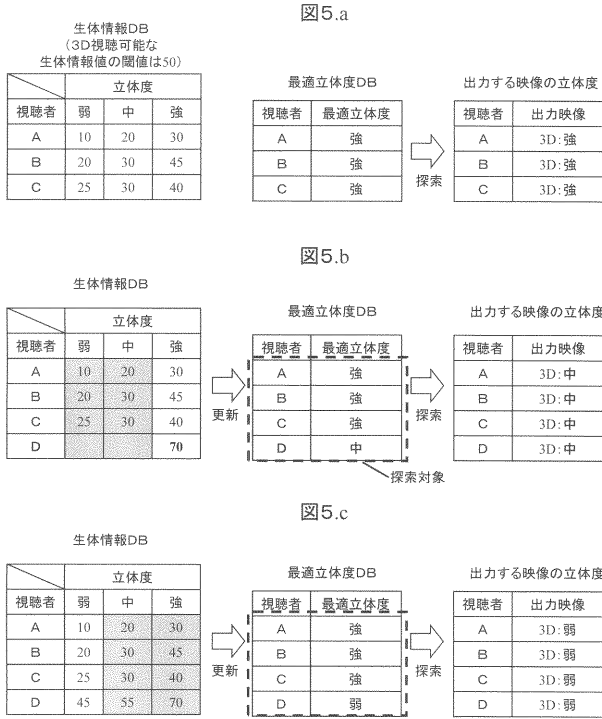 図5.a
生体情報DB
(3D視聴可能な
生体情報値の閾値は50)
立体度
視聴者 弱 中 強
A 10 20 30
B 20 30 45
C 25 30 40
最適立体度DB
視聴者 最適立体度
A 強
B 強
C 強
探索
出力する映像の立体度
視聴者 出力映像
A 3D:強
B 3D:強
C 3D:強
図5.b
生体情報DB
立体度
視聴者 弱 中 強
A 10 20 30
B 20 30 45
C 25 30 40
D 70
更新
最適立体度DB
視聴者 最適立体度
A 強
B 強
C 強
D 中
探索対象
探索
出力する映像の立体度
視聴者 出力映像
A 3D:中
B 3D:中
C 3D:中
D 3D:中
図5.c
生体情報DB
立体度
視聴者 弱 中 強
A 10 20 30
B 20 30 45
C 25 30 40
D 45 55 70
更新
最適立体度DB
視聴者 最適立体度
A 強
B 強
C 強
D 弱
探索
出力する映像の立体度
視聴者 出力映像
A 3D:弱
B 3D:弱
C 3D:弱
D 3D:弱